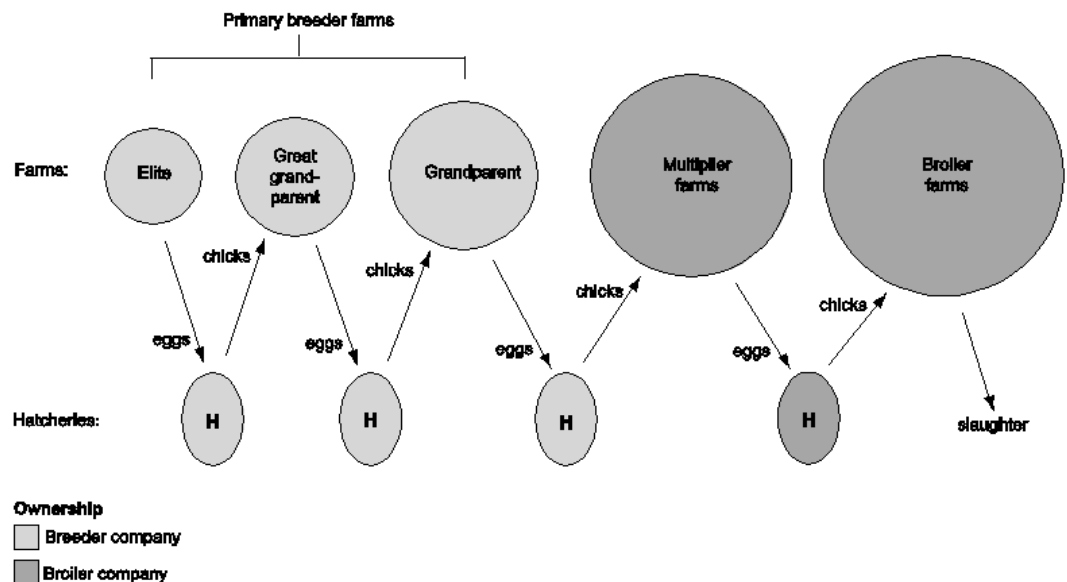 Primary breeder farms
Farms:
Elite
Great
grand-
parent
Grandparent
Multiplier
farms
Broiler
farms
chicks
chicks
chicks
chicks
eggs
eggs
eggs
eggs
Hatcheries:
H
H
H
H
slaughter
Ownership
Breeder company
Broiler company